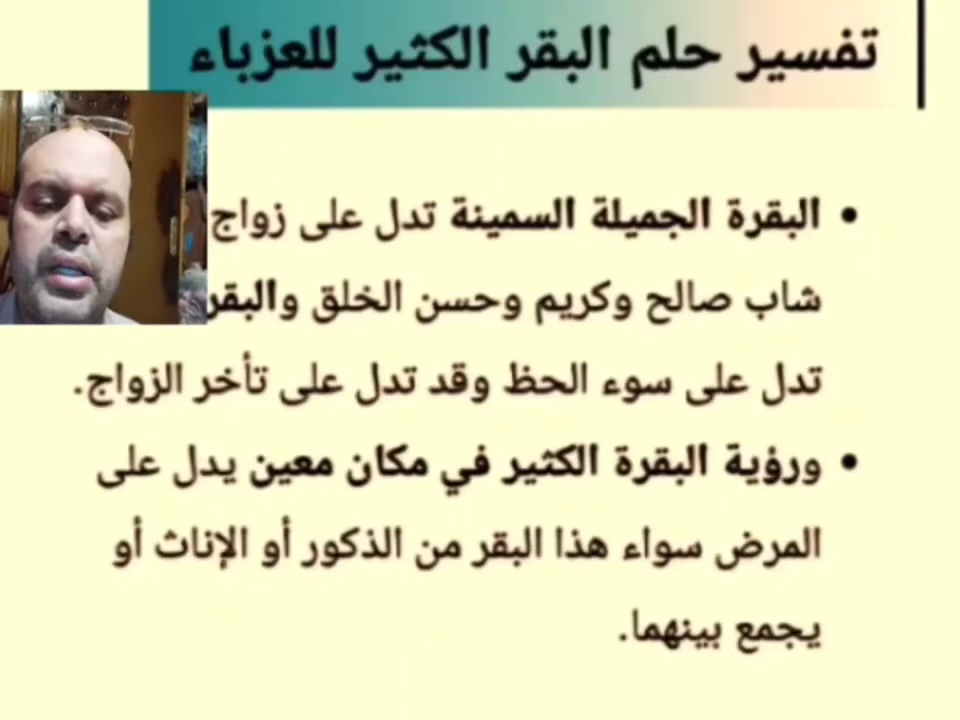 تفسير حلم البقر الكثير للعزباء
• البقرة الجميلة السمينة تدل على زواج
شاب صالح وكريم وحسن الخلق والبقر
تدل على سوء الحظ وقد تدل على تأخر الزواج.
• ورؤية البقرة الكثير في مكان معين يدل على
المرض سواء هذا البقر من الذكور أو الإناث أو
يجمع بينهما.